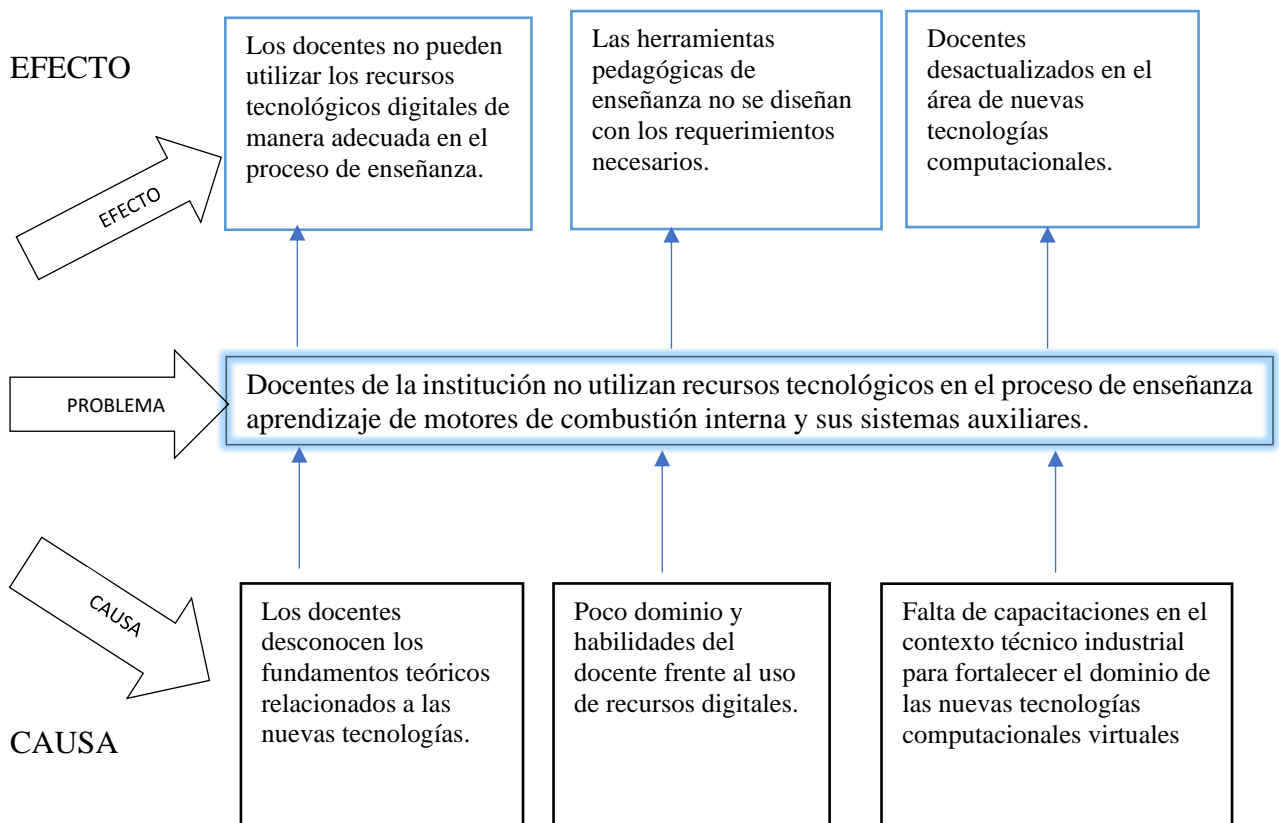 EFECTO
Los docentes no pueden
utilizar los recursos
tecnológicos digitales de
manera adecuada en el
proceso de enseñanza.
Las herramientas
pedagógicas de
enseñanza no se diseñan
con los requerimientos
necesarios.
Docentes
desactualizados en el
área de nuevas
tecnologías
computacionales.
EFECTO
PROBLEMA
Docentes de la institución no utilizan recursos tecnológicos en el proceso de enseñanza
aprendizaje de motores de combustión interna y sus sistemas auxiliares.
CAUSA
Los docentes
desconocen los
fundamentos teóricos
relacionados a las
nuevas tecnologías.
Poco dominio y
habilidades del
docente frente al uso
de recursos digitales.
Falta de capacitaciones en el
contexto técnico industrial
para fortalecer el dominio de
las nuevas tecnologías
computacionales virtuales
CAUSA